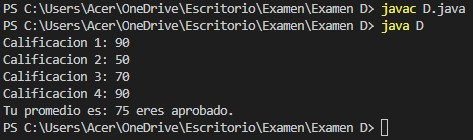 PS C:\Users\Acer\OneDrive\Escritorio\Examen\Examen D> javac D.java
PS C:\Users\Acer\OneDrive\Escritorio\Examen\Examen D> java D
Calificacion 1: 90
Calificacion 2: 50
Calificacion 3: 70
Calificacion 4: 90
Tu promedio es: 75 eres aprobado.
PS C:\Users\Acer\OneDrive\Escritorio\Examen\Examen D>